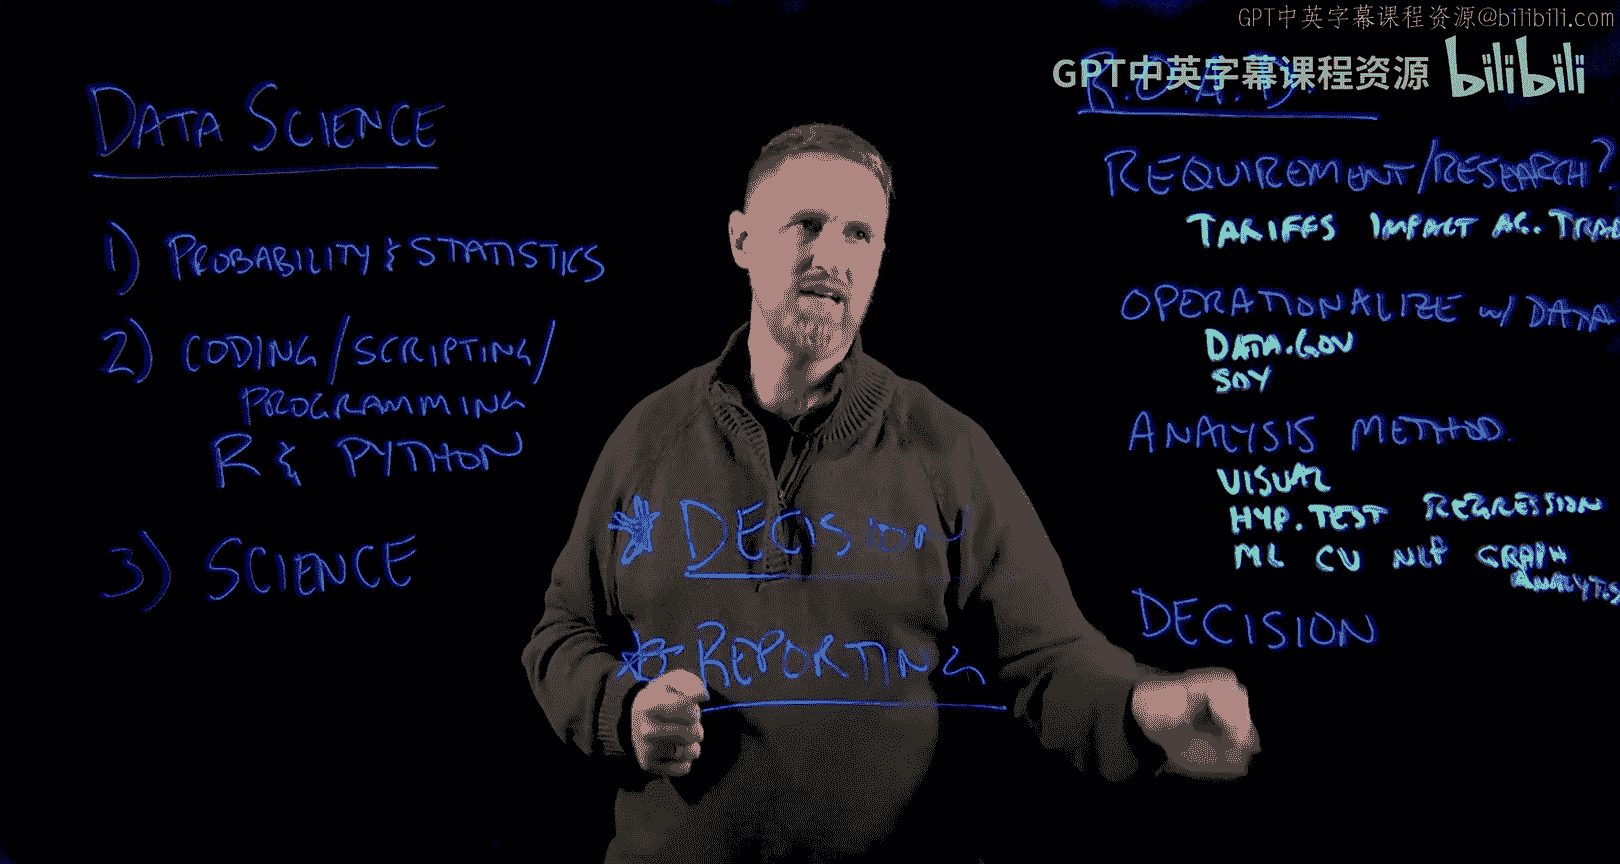 GPT中英字幕课程资源@bilibili.com
GPT中英字幕课程资源 bilibili
R.O.A.D.
DATA SCIENCE
1) PROBABILITY & STATISTICS
2) CODING/SCRIPTING/
PROGRAMMING
R & PYTHON
3) SCIENCE
DECISION
REPORTING
REQUIREMENT/RESEARCH?
TARIFFS IMPACT AG. TRAD
OPERATIONALIZE w/ DATA
DATA.GOV
SOY
ANALYSIS METHOD.
VISUAL
HYP. TEST REGRESSION
ML CV NLP GRAPH
ANALYTICS
DECISION